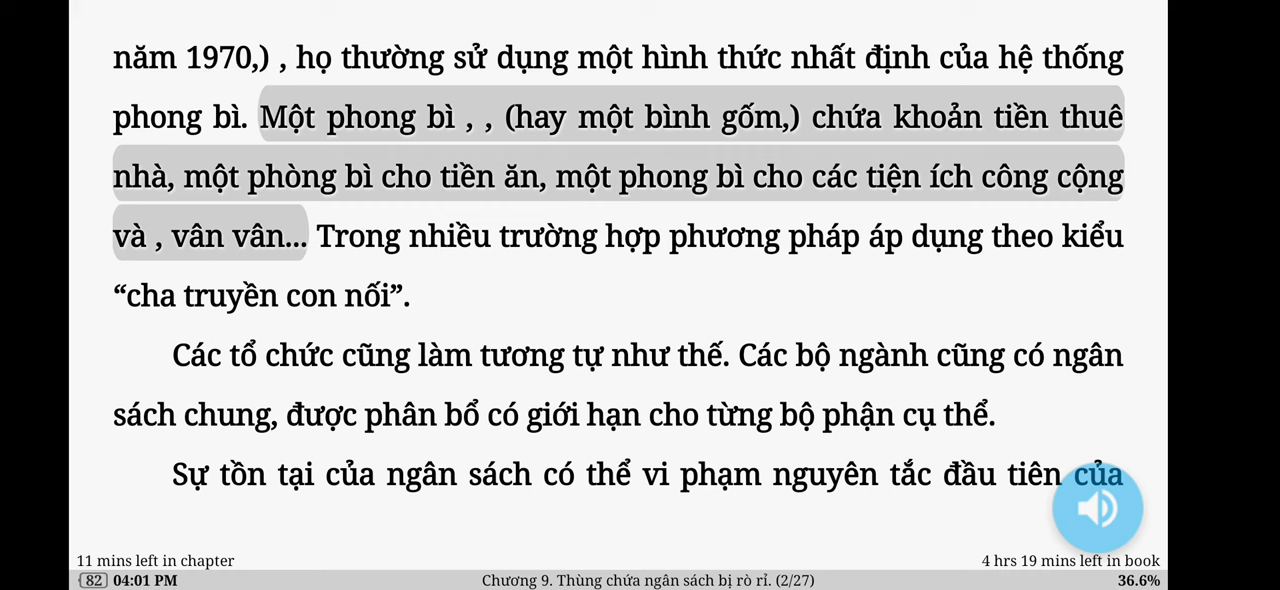 năm 1970,) , họ thường sử dụng một hình thức nhất định của hệ thống
phong bì. Một phong bì , , (hay một bình gốm,) chứa khoản tiền thuê
nhà, một phòng bì cho tiền ăn, một phong bì cho các tiện ích công cộng
và , vân vân... Trong nhiều trường hợp phương pháp áp dụng theo kiểu
“cha truyền con nối”.
Các tổ chức cũng làm tương tự như thế. Các bộ ngành cũng có ngân
sách chung, được phân bổ có giới hạn cho từng bộ phận cụ thể.
Sự tồn tại của ngân sách có thể vi phạm nguyên tắc đầu tiên của
11 mins left in chapter 4 hrs 19 mins left in book
82 04:01 PM Chương 9. Thùng chứa ngân sách bị rò rỉ. (2/27) 36.6%